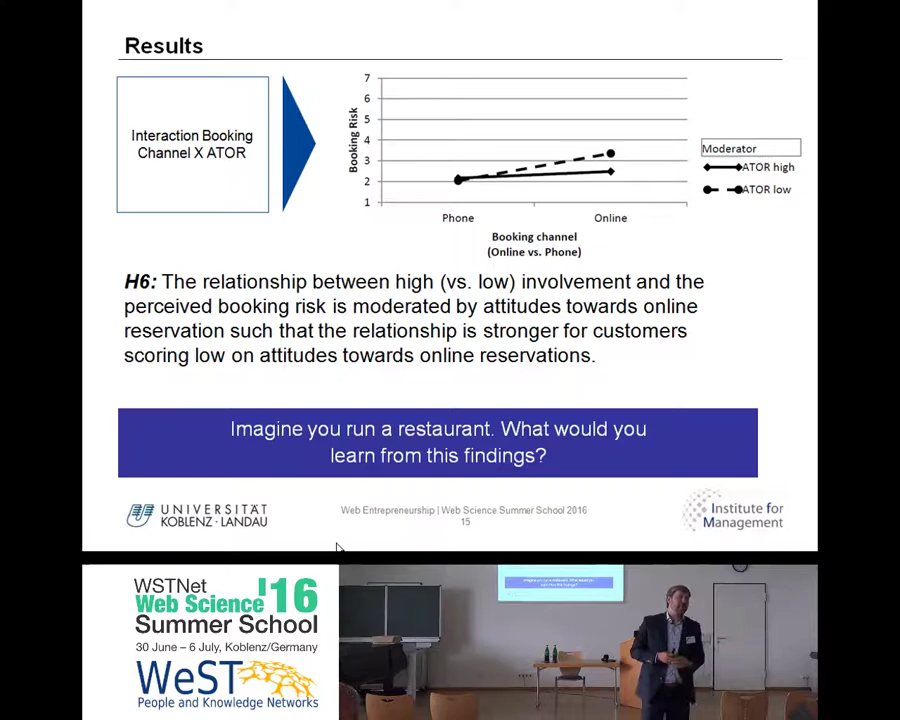 Results
Interaction Booking
Channel X ATOR
7
6
5
4
3
2
1
Booking Risk
Phone
Online
Booking channel
(Online vs. Phone)
Moderator
ATOR high
ATOR low
H6: The relationship between high (vs. low) involvement and the
perceived booking risk is moderated by attitudes towards online
reservation such that the relationship is stronger for customers
scoring low on attitudes towards online reservations.
Imagine you run a restaurant. What would you
learn from this findings?
UNIVERSITÄT
KOBLENZ · LANDAU
Web Entrepreneurship | Web Science Summer School 2016
15
Institute for
Management
WSTNet
Web Science '16
Summer School
30 June – 6 July, Koblenz/Germany
WeST
People and Knowledge Networks